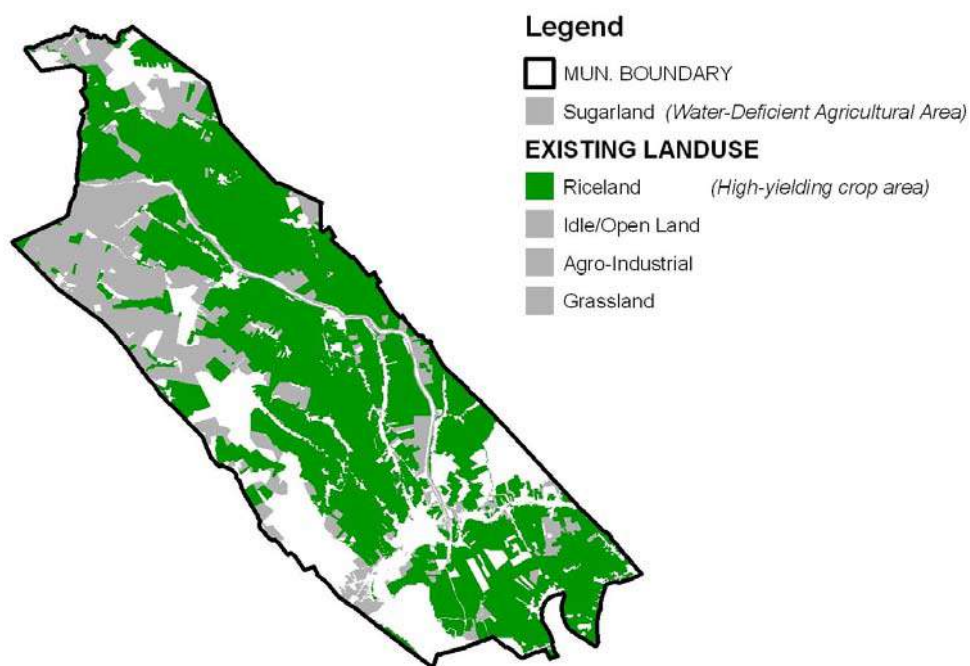 Legend
MUN. BOUNDARY
Sugarland (Water-Deficient Agricultural Area)
EXISTING LANDUSE
Riceland (High-yielding crop area)
Idle/Open Land
Agro-Industrial
Grassland